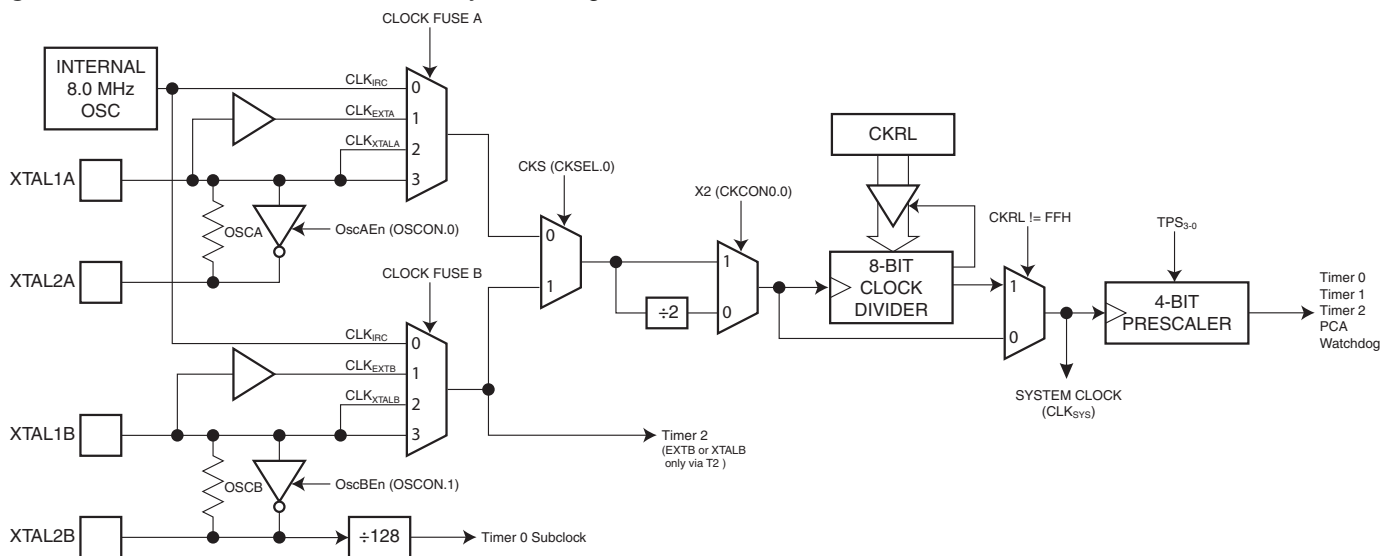 CLOCK FUSE A
INTERNAL
8.0 MHz
OSC
CLKIRC
0
CLKEXTA
1
CLKXTALA
2
3
XTAL1A
OSCA
OscAEn (OSCON.0)
XTAL2A
CKS (CKSEL.0)
0
1
X2 (CKCON0.0)
1
÷2
0
CKRL
8-BIT
CLOCK
DIVIDER
CKRL != FFH
1
0
TPS3-0
4-BIT
PRESCALER
Timer 0
Timer 1
Timer 2
PCA
Watchdog
SYSTEM CLOCK
(CLKSYS)
CLOCK FUSE B
CLKIRC
0
CLKEXTB
1
CLKXTALB
2
3
XTAL1B
Timer 2
(EXTB or XTALB
only via T2 )
OSCB
OscBEn (OSCON.1)
XTAL2B
÷128
Timer 0 Subclock